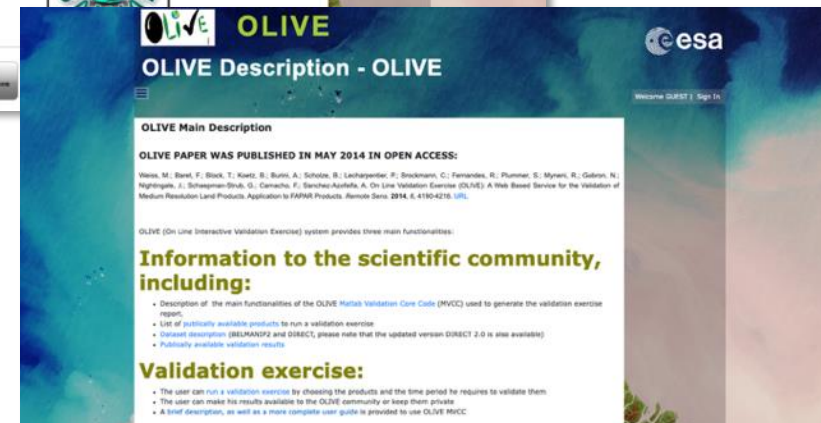 OLiVE OLIVE
esa
OLIVE Description - OLIVE
Welcome GUEST | Sign In
OLIVE Main Description
OLIVE PAPER WAS PUBLISHED IN MAY 2014 IN OPEN ACCESS:
Weiss, M.; Baret, F.; Block, T.; Koetz, B.; Burini, A.; Scholze, B.; Lecharpentier, P.; Brockmann, C.; Fernandes, R.; Plummer, S.; Myneni, R.; Gobron, N.;
Nightingale, J.; Schaepman-Strub, G.; Camacho, F.; Sanchez-Azofeifa, A. On Line Validation Exercise (OLIVE): A Web Based Service for the Validation of
Medium Resolution Land Products. Application to FAPAR Products. Remote Sens. 2014, 6, 4190-4216. URL.
OLIVE (On Line Interactive Validation Exercise) system provides three main functionalities:
Information to the scientific community,
including:
• Description of the main functionalities of the OLIVE Matlab Validation Core Code (MVCC) used to generate the validation exercise
report,
• List of publically available products to run a validation exercise
• Dataset description (BELMANIP2 and DIRECT, please note that the updated version DIRECT 2.0 is also available)
• Publically available validation results
Validation exercise:
• The user can run a validation exercise by choosing the products and the time period he requires to validate them
• The user can make his results available to the OLIVE community or keep them private
• A brief description, as well as a more complete user guide is provided to use OLIVE MVCC